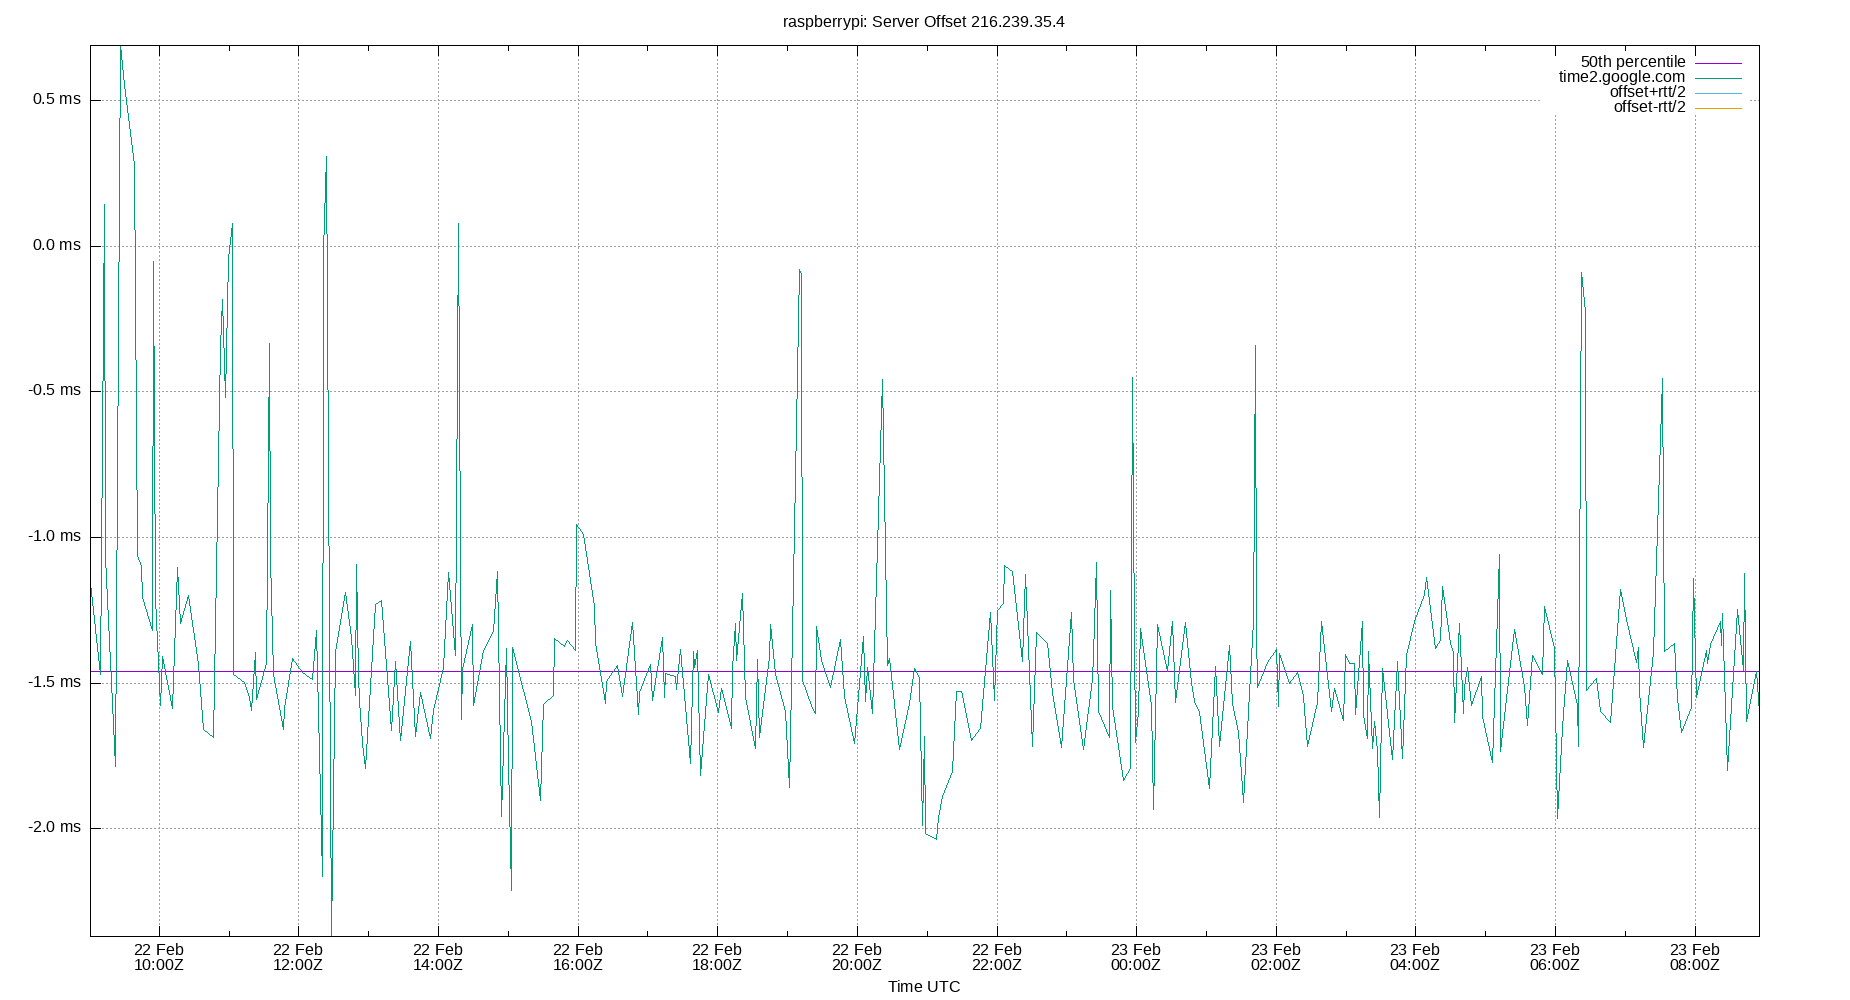 raspberrypi: Server Offset 216.239.35.4
50th percentile
time2.google.com
offset+rtt/2
offset-rtt/2
0.5 ms
0.0 ms
-0.5 ms
-1.0 ms
-1.5 ms
-2.0 ms
22 Feb 22 Feb 22 Feb 22 Feb 22 Feb 22 Feb 22 Feb 23 Feb 23 Feb 23 Feb 23 Feb 23 Feb
10:00Z 12:00Z 14:00Z 16:00Z 18:00Z 20:00Z 22:00Z 00:00Z 02:00Z 04:00Z 06:00Z 08:00Z
Time UTC